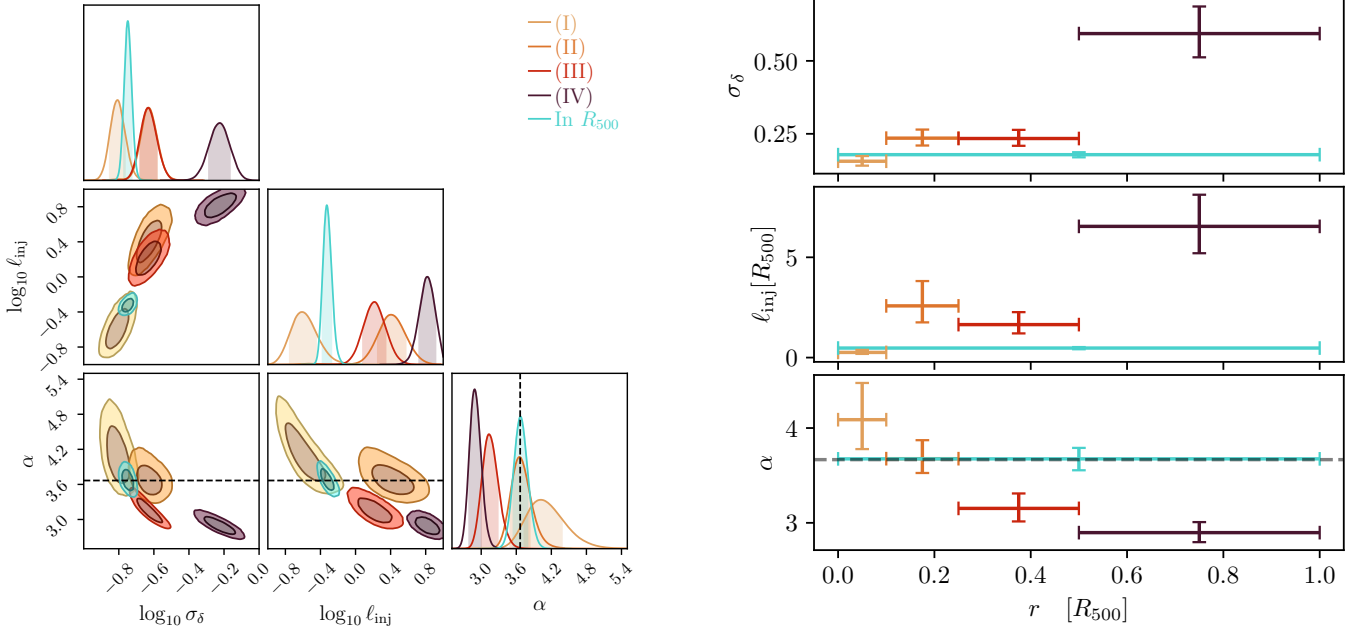 (I)
(II)
(III)
(IV)
In R500
log10 ℓinj
0.8
0.4
0.0
−0.4
−0.8
α
5.4
4.8
4.2
3.6
3.0
−0.8 −0.6 −0.4 −0.2 0.0
log10 σδ
−0.8 −0.4 0.0 0.4 0.8
log10 ℓinj
3.0 3.6 4.2 4.8 5.4
α
σδ
0.50
0.25
ℓinj[R500]
5
0
α
4
3
0.0 0.2 0.4 0.6 0.8 1.0
r [R500]